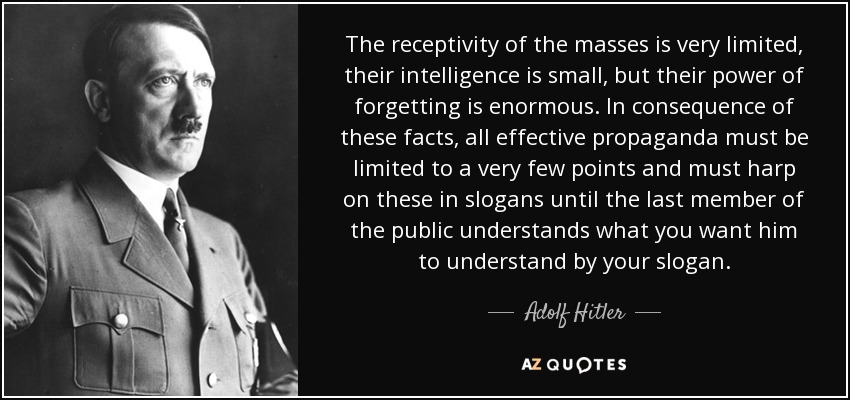 The receptivity of the masses is very limited,
their intelligence is small, but their power of
forgetting is enormous. In consequence of
these facts, all effective propaganda must be
limited to a very few points and must harp
on these in slogans until the last member of
the public understands what you want him
to understand by your slogan.
Adolf Hitler
AZ QUOTES